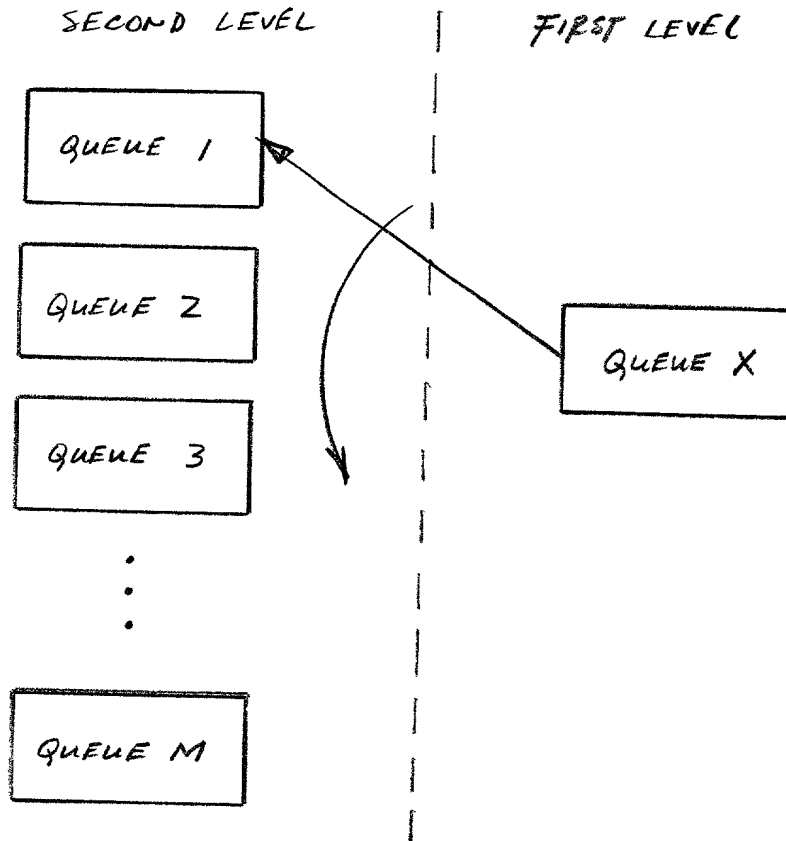 SECOND LEVEL
FIRST LEVEL
QUEUE 1
QUEUE 2
QUEUE X
QUEUE 3
QUEUE M